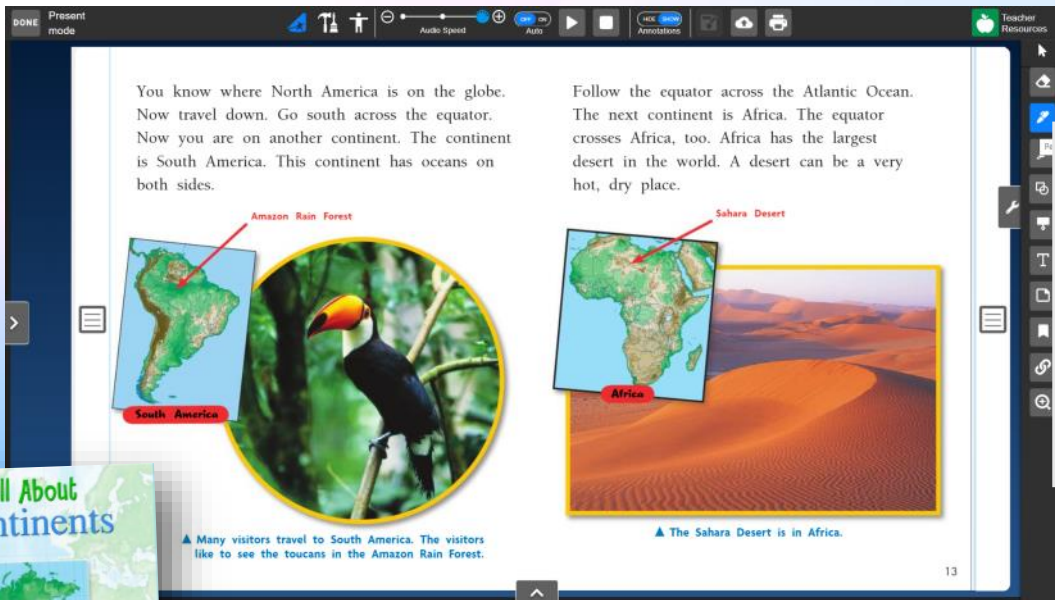 DONE
Present
mode
Audio Speed
OFF ON
Auto
HIDE SHOW
Annotations
Teacher
Resources
You know where North America is on the globe.
Now travel down. Go south across the equator.
Now you are on another continent. The continent
is South America. This continent has oceans on
both sides.
Amazon Rain Forest
South America
▲ Many visitors travel to South America. The visitors
like to see the toucans in the Amazon Rain Forest.
Follow the equator across the Atlantic Ocean.
The next continent is Africa. The equator
crosses Africa, too. Africa has the largest
desert in the world. A desert can be a very
hot, dry place.
Sahara Desert
Africa
▲ The Sahara Desert is in Africa.
13
ll About
ntinents
Pe
T